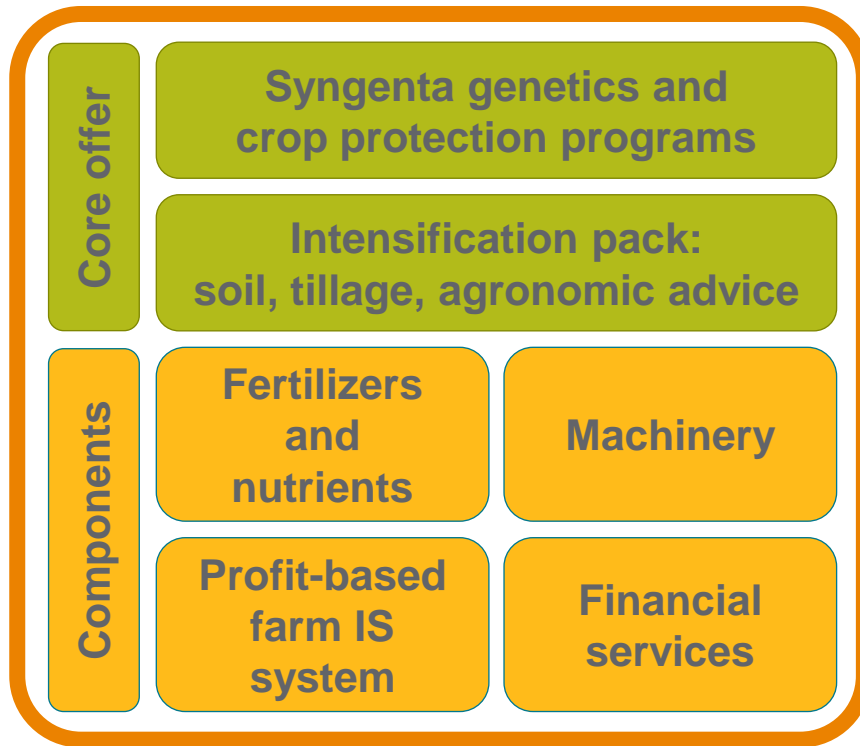 Core offer
Syngenta genetics and
crop protection programs
Intensification pack:
soil, tillage, agronomic advice
Components
Fertilizers
and
nutrients
Machinery
Profit-based
farm IS
system
Financial
services